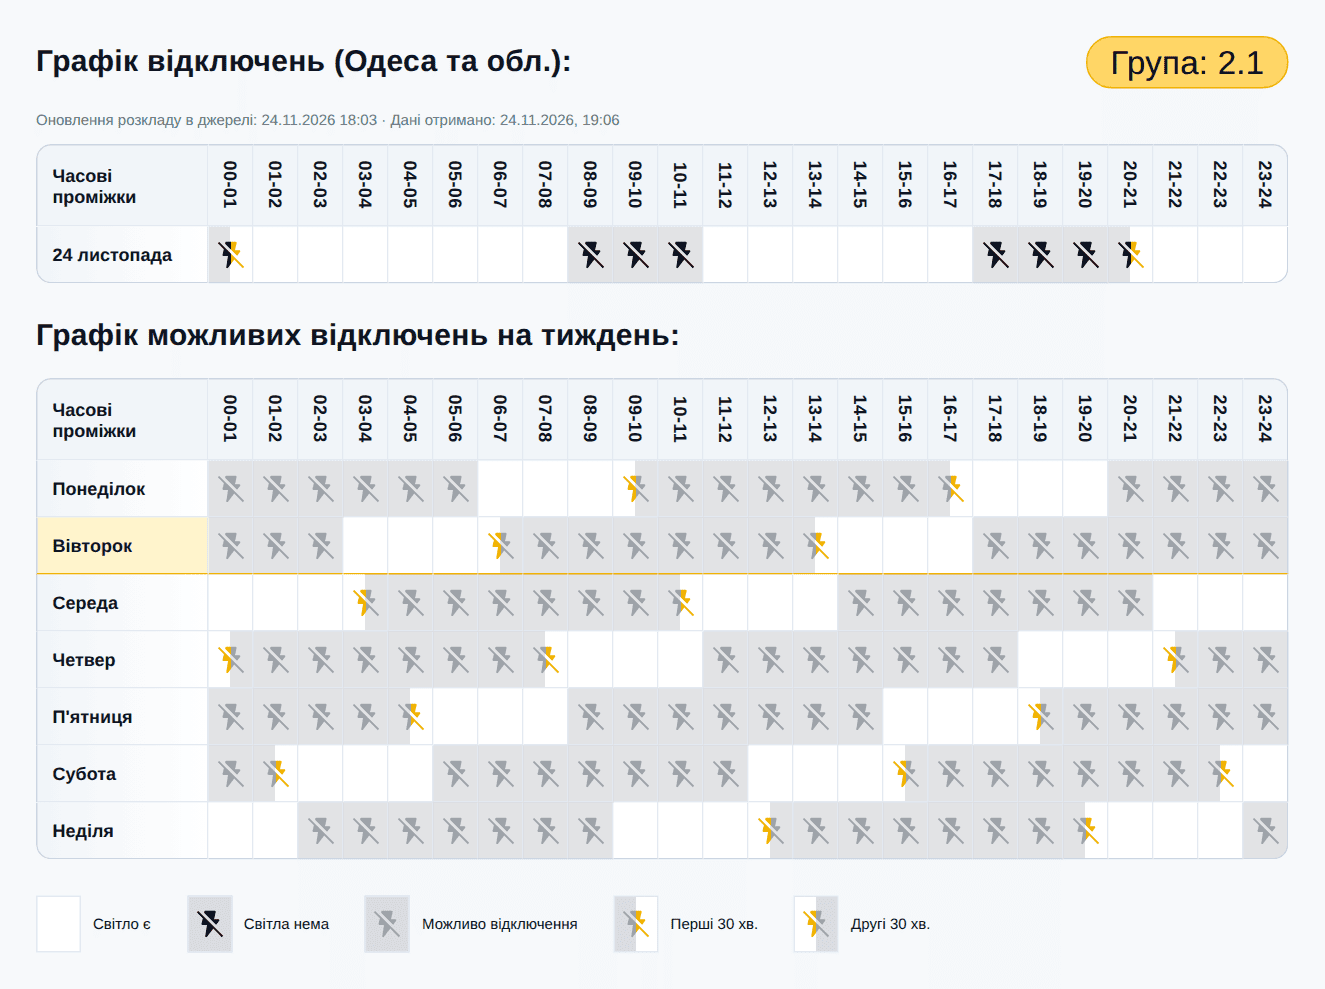 Графік відключень (Одеса та обл.):
Група: 2.1
Оновлення розкладу в джерелі: 24.11.2026 18:03 · Дані отримано: 24.11.2026, 19:06
Часові проміжки 00-01 01-02 02-03 03-04 04-05 05-06 06-07 07-08 08-09 09-10 10-11 11-12 12-13 13-14 14-15 15-16 16-17 17-18 18-19 19-20 20-21 21-22 22-23 23-24
24 листопада
Графік можливих відключень на тиждень:
Часові проміжки 00-01 01-02 02-03 03-04 04-05 05-06 06-07 07-08 08-09 09-10 10-11 11-12 12-13 13-14 14-15 15-16 16-17 17-18 18-19 19-20 20-21 21-22 22-23 23-24
Понеділок
Вівторок
Середа
Четвер
П'ятниця
Субота
Неділя
Світло є Світла нема Можливо відключення Перші 30 хв. Другі 30 хв.